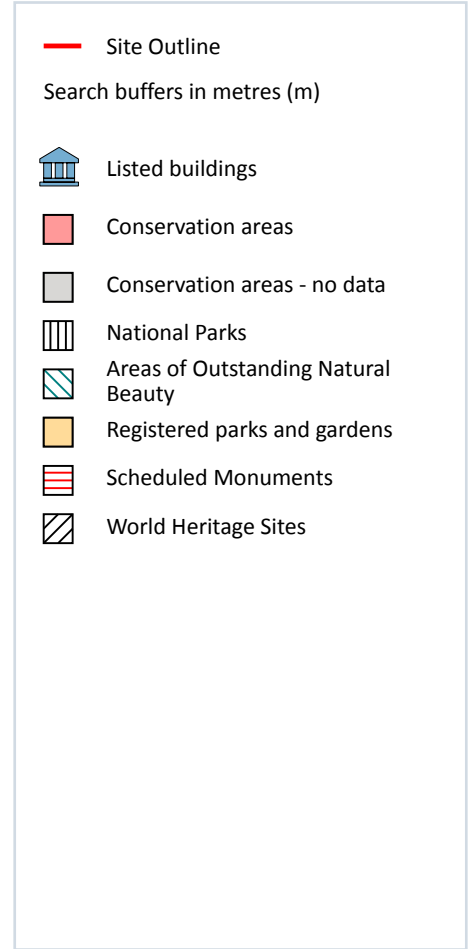 Site Outline
Search buffers in metres (m)
Listed buildings
Conservation areas
Conservation areas - no data
National Parks
Areas of Outstanding Natural
Beauty
Registered parks and gardens
Scheduled Monuments
World Heritage Sites